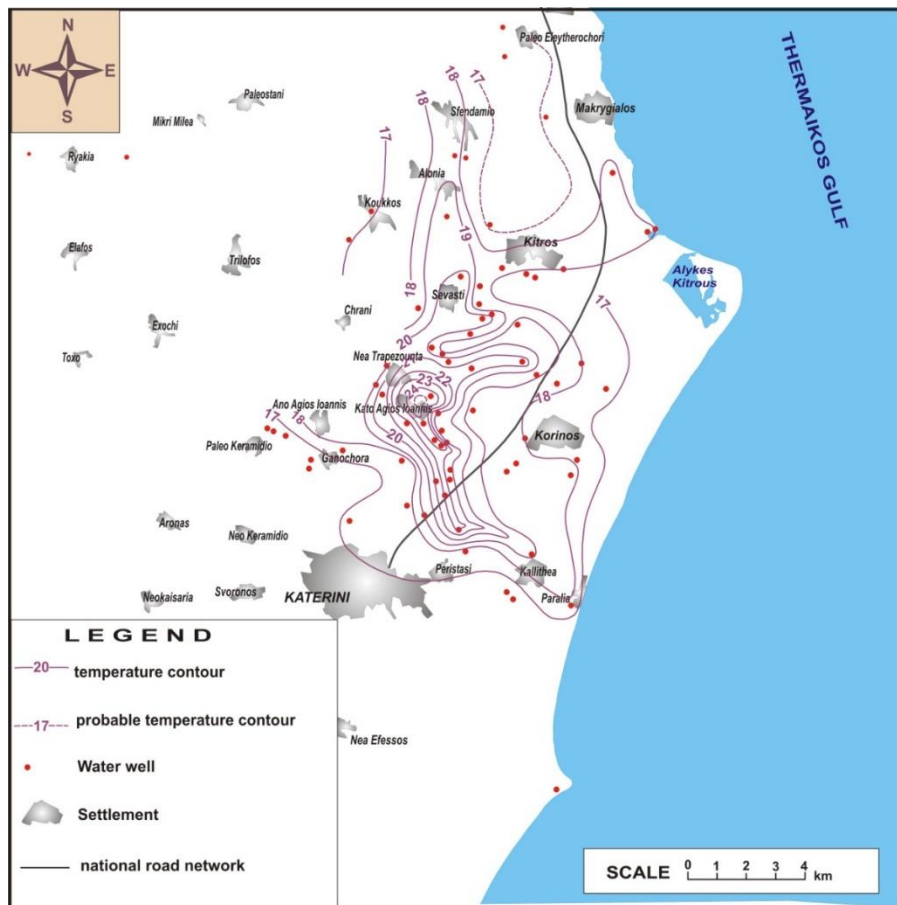 N
W E
S
Paleo Eleytherochori
THERMAIKOS GULF
17
18
18
Paleostani
Sfendamio
Makrygialos
Mikri Milea
17
Ryakia
Alonia
Koukkos
19
Elafos
Trilofos
Kitros
Alykes
Kitrous
18
Sevasti
17
Chrani
Exochi
20
Toxo
Nea Trapezounta
21
22
23
24
18
Ano Agios Ioannis
Kato Agios Ioannis
17
18
20
Korinos
Paleo Keramidio
Ganochora
Aronas
Neo Keramidio
Peristasi
Kallithea
Neokaisaria
Svoronos
KATERINI
Paralia
LEGEND
20 temperature contour
17 probable temperature contour
Water well
Nea Efessos
Settlement
national road network
SCALE 0 1 2 3 4
km